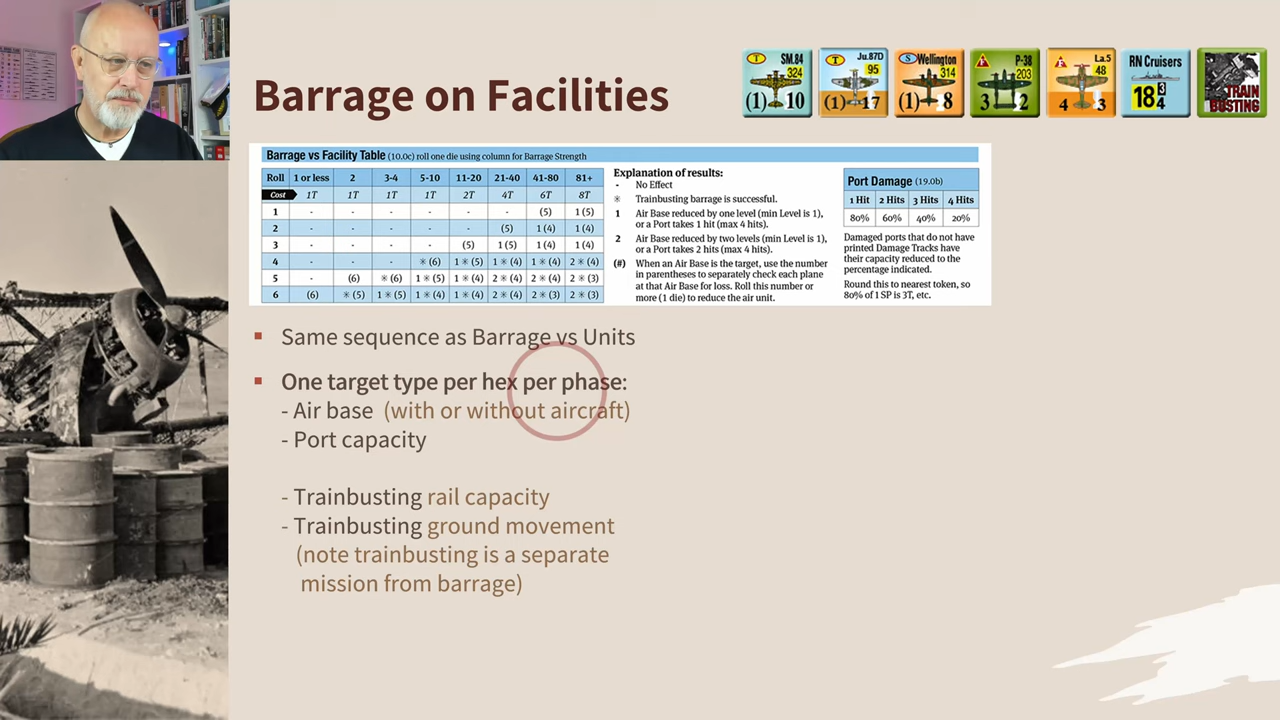 Barrage on Facilities
T SM.84
324
(1) 10
T Ju.87D
95
(1) 17
S Wellington
314
(1) 8
F P-38
203
3 2
F La.5
48
4 3
RN Cruisers
18 3 4
TRAIN BUSTING
Barrage vs Facility Table (10.0c) roll one die using column for Barrage Strength
Roll 1 or less 2 3-4 5-10 11-20 21-40 41-80 81+
Cost 1T 1T 1T 1T 2T 4T 6T 8T
1 - - - - - - (5) 1 (5)
2 - - - - - (5) 1 (4) 1 (4)
3 - - - - (5) 1 (5) 1 (4) 1 (4)
4 - - - ✶ (6) 1 ✶ (5) 1 ✶ (4) 1 ✶ (4) 2 ✶ (4)
5 - (6) ✶ (6) 1 ✶ (5) 1 ✶ (4) 2 ✶ (4) 2 ✶ (4) 2 ✶ (3)
6 (6) ✶ (5) 1 ✶ (5) 1 ✶ (4) 1 ✶ (4) 2 ✶ (4) 2 ✶ (3) 2 ✶ (3)
Explanation of results:
- No Effect
✶ Trainbusting barrage is successful.
1 Air Base reduced by one level (min Level is 1),
or a Port takes 1 hit (max 4 hits).
2 Air Base reduced by two levels (min Level is 1),
or a Port takes 2 hits (max 4 hits).
(#) When an Air Base is the target, use the number
in parentheses to separately check each plane
at that Air Base for loss. Roll this number or
more (1 die) to reduce the air unit.
Port Damage (19.0b)
1 Hit 2 Hits 3 Hits 4 Hits
80% 60% 40% 20%
Damaged ports that do not have
printed Damage Tracks have
their capacity reduced to the
percentage indicated.
Round this to nearest token, so
80% of 1 SP is 3T, etc.
▪ Same sequence as Barrage vs Units
▪ One target type per hex per phase:
- Air base (with or without aircraft)
- Port capacity
- Trainbusting rail capacity
- Trainbusting ground movement
(note trainbusting is a separate
mission from barrage)